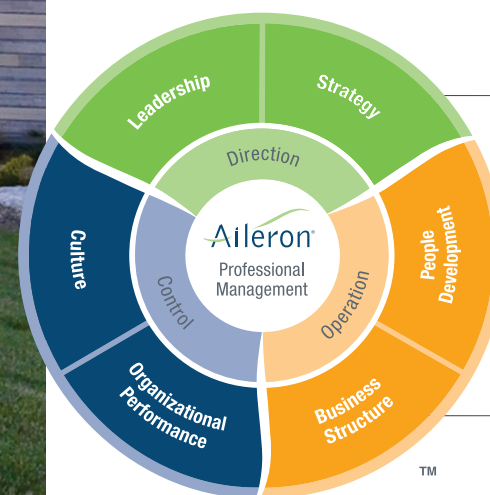 Leadership
Strategy
Direction
Culture
Aileron®
Professional
Management
People
Development
Control
Operation
Organizational
Performance
Business
Structure
TM